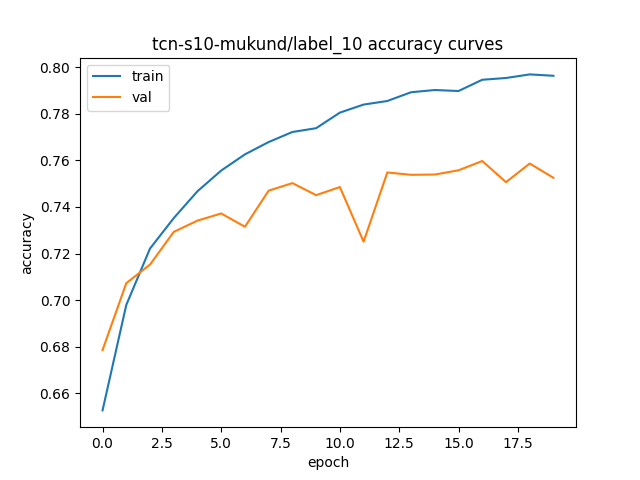 tcn-s10-mukund/label_10 accuracy curves
train
val
0.80
0.78
0.76
0.74
0.72
0.70
0.68
0.66
accuracy
0.0 2.5 5.0 7.5 10.0 12.5 15.0 17.5
epoch